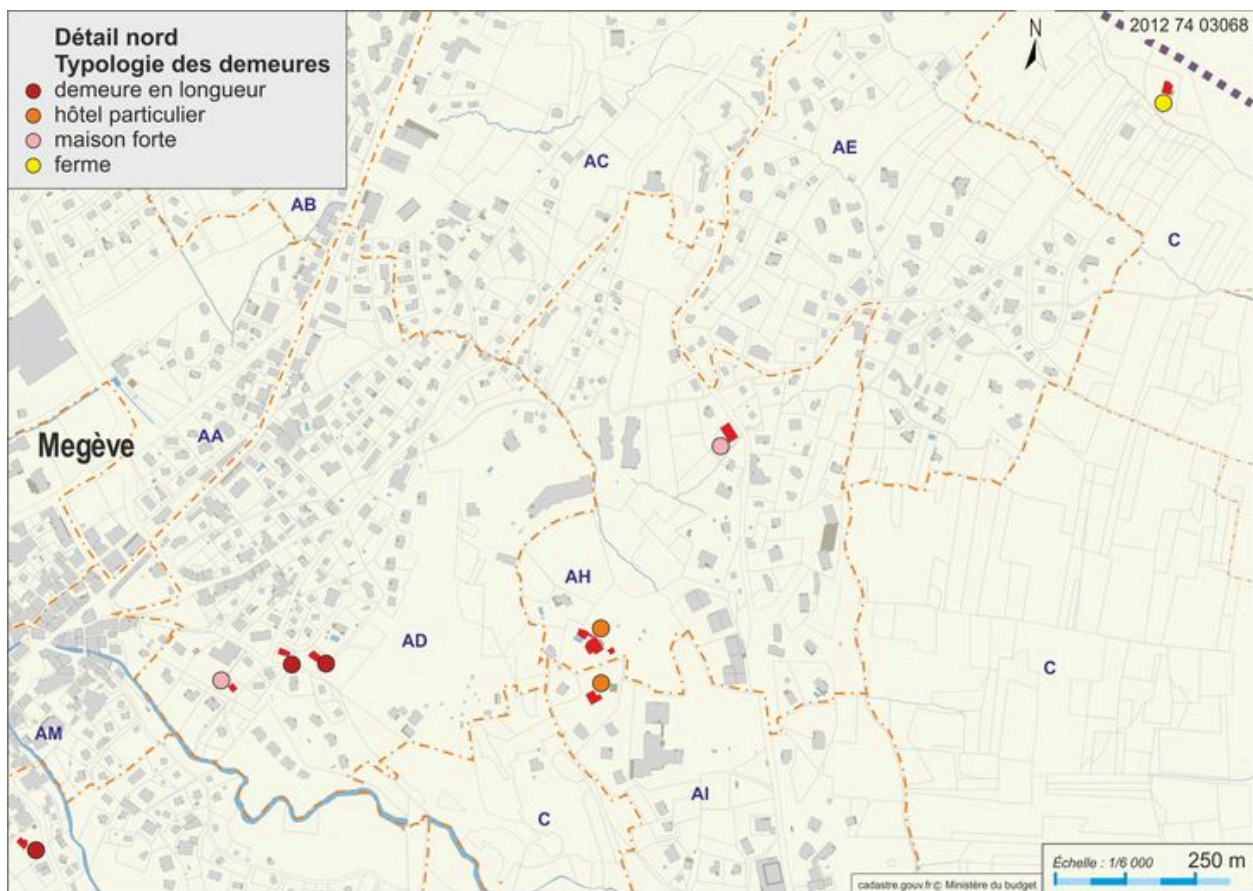 Détail nord
Typologie des demeures
demeure en longueur
hôtel particulier
maison forte
ferme
N
2012 74 03068
AC
AE
AB
C
AA
Megève
AH
AD
C
AM
AI
C
Échelle : 1/6 000
250 m
cadastre.gouv.fr © Ministère du budget